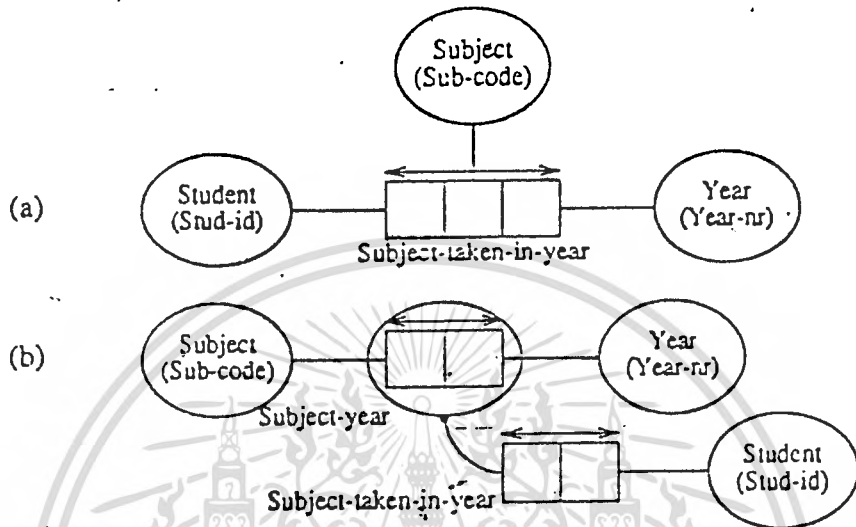 Subject
(Sub-code)
(a)
Student
(Stud-id)
Year
(Year-nr)
Subject-taken-in-year
(b)
Subject
(Sub-code)
Year
(Year-nr)
Subject-year
Student
(Stud-id)
Subject-taken-in-year